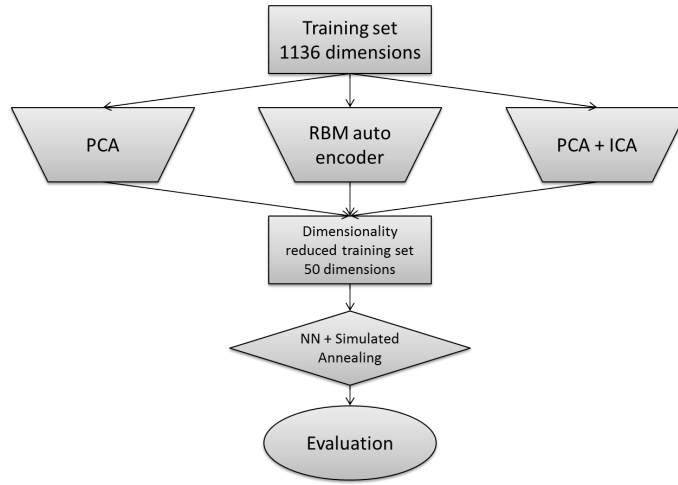 Training set
1136 dimensions
PCA
RBM auto
encoder
PCA + ICA
Dimensionality
reduced training set
50 dimensions
NN + Simulated
Annealing
Evaluation